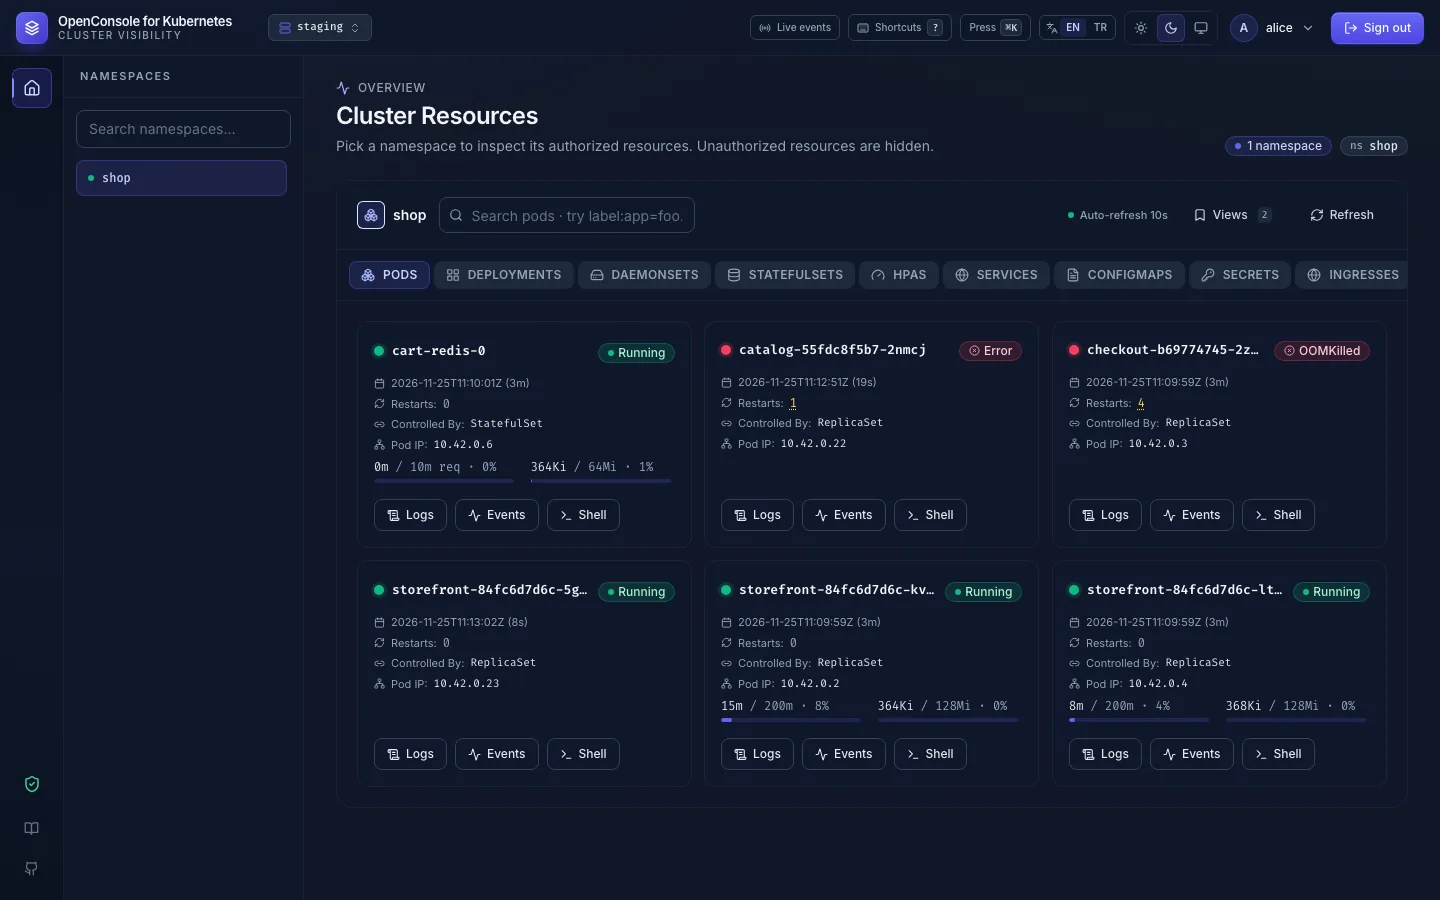 OpenConsole for Kubernetes
CLUSTER VISIBILITY
staging
Live events
Shortcuts ?
Press ⌘K
EN TR
A alice
Sign out
NAMESPACES
Search namespaces...
shop
OVERVIEW
Cluster Resources
Pick a namespace to inspect its authorized resources. Unauthorized resources are hidden.
1 namespace
ns shop
shop
Search pods · try label:app=foo.
Auto-refresh 10s
Views 2
Refresh
PODS
DEPLOYMENTS
DAEMONSETS
STATEFULSETS
HPAS
SERVICES
CONFIGMAPS
SECRETS
INGRESSES
cart-redis-0
Running
2026-11-25T11:10:01Z (3m)
Restarts: 0
Controlled By: StatefulSet
Pod IP: 10.42.0.6
0m / 10m req · 0%
364Ki / 64Mi · 1%
Logs
Events
Shell
catalog-55fdc8f5b7-2nmcj
Error
2026-11-25T11:12:51Z (19s)
Restarts: 1
Controlled By: ReplicaSet
Pod IP: 10.42.0.22
Logs
Events
Shell
checkout-b69774745-2z…
OOMKilled
2026-11-25T11:09:59Z (3m)
Restarts: 4
Controlled By: ReplicaSet
Pod IP: 10.42.0.3
Logs
Events
Shell
storefront-84fc6d7d6c-5g…
Running
2026-11-25T11:13:02Z (8s)
Restarts: 0
Controlled By: ReplicaSet
Pod IP: 10.42.0.23
Logs
Events
Shell
storefront-84fc6d7d6c-kv…
Running
2026-11-25T11:09:59Z (3m)
Restarts: 0
Controlled By: ReplicaSet
Pod IP: 10.42.0.2
15m / 200m · 8%
364Ki / 128Mi · 0%
Logs
Events
Shell
storefront-84fc6d7d6c-lt…
Running
2026-11-25T11:09:59Z (3m)
Restarts: 0
Controlled By: ReplicaSet
Pod IP: 10.42.0.4
8m / 200m · 4%
368Ki / 128Mi · 0%
Logs
Events
Shell